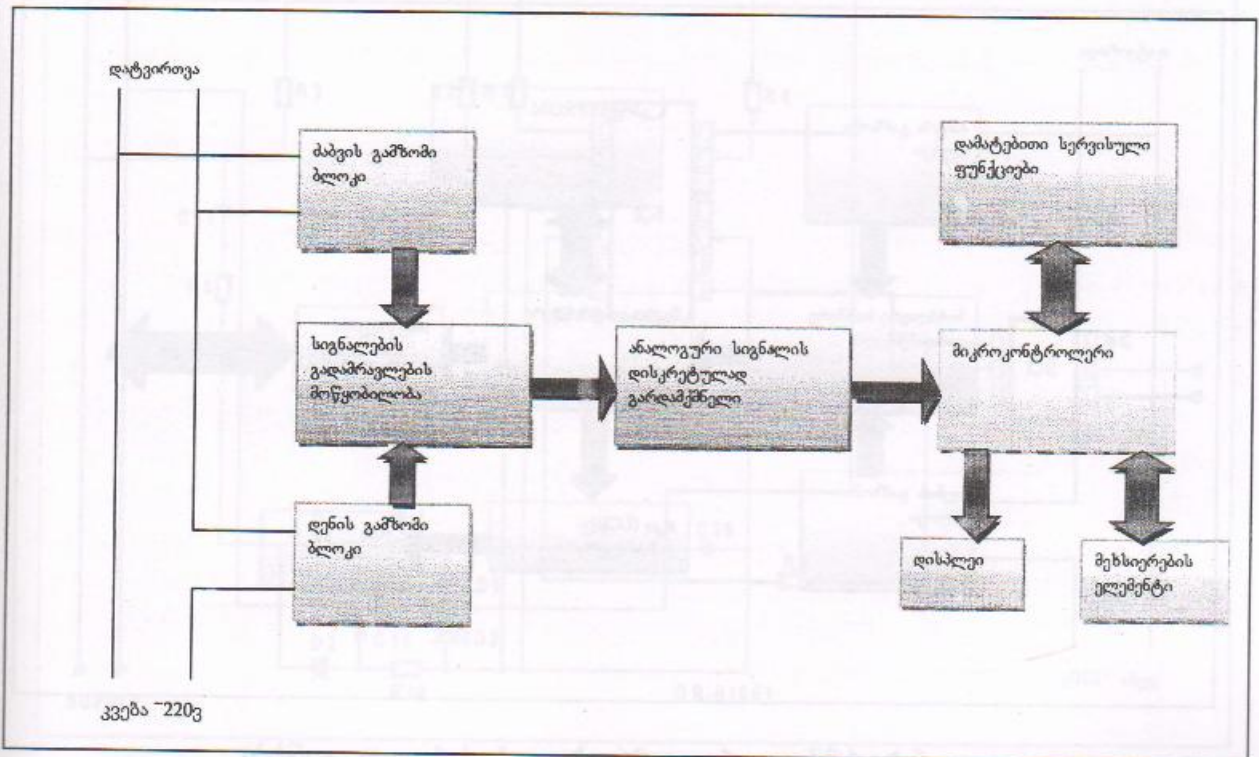 დატვირთვა
ძაბვის გამზომი
ბლოკი
დამატებითი სერვისული
ფუნქციები
სიგნალების
გადამრავლების
მოწყობილობა
ანალოგური სიგნალის
დისკრეტულად
გარდამქმნელი
მიკროკონტროლერი
დენის გამზომი
ბლოკი
დისპლეი
მეხსიერების
ელემენტი
კვება ~220ვ